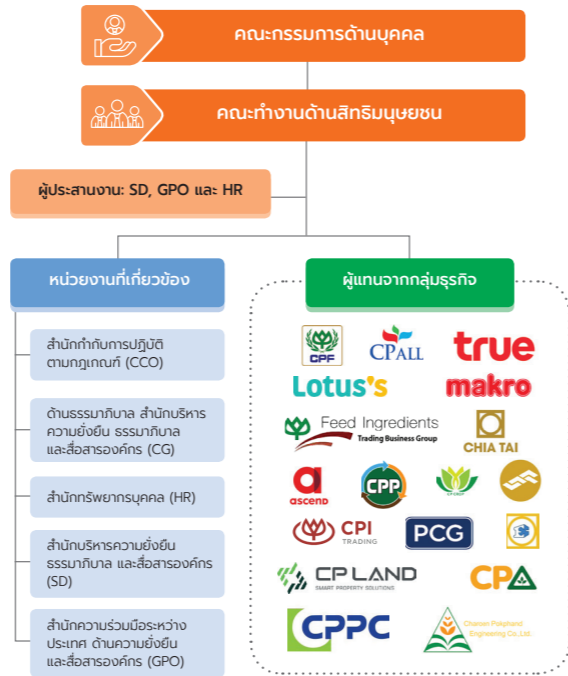 คณะกรรมการด้านบุคคล
คณะทำงานด้านสิทธิมนุษยชน
ผู้ประสานงาน: SD, GPO และ HR
หน่วยงานที่เกี่ยวข้อง
สำนักกำกับการปฏิบัติ
ตามกฎเกณฑ์ (CCO)
ด้านธรรมาภิบาล สำนักบริหาร
ความยั่งยืน ธรรมาภิบาล
และสื่อสารองค์กร (CG)
สำนักทรัพยากรบุคคล (HR)
สำนักบริหารความยั่งยืน
ธรรมาภิบาล และสื่อสารองค์กร
(SD)
สำนักความร่วมมือระหว่าง
ประเทศ ด้านความยั่งยืน
และสื่อสารองค์กร (GPO)
ผู้แทนจากกลุ่มธุรกิจ
CPF
CPALL
true
Lotus's
makro
Feed Ingredients
Trading Business Group
CHIA TAI
ascend
CPP
CPI
TRADING
PCG
CP LAND
SMART PROPERTY SOLUTIONS
CPA
CPPC
Charoen Pokphand
Engineering Co.,Ltd.